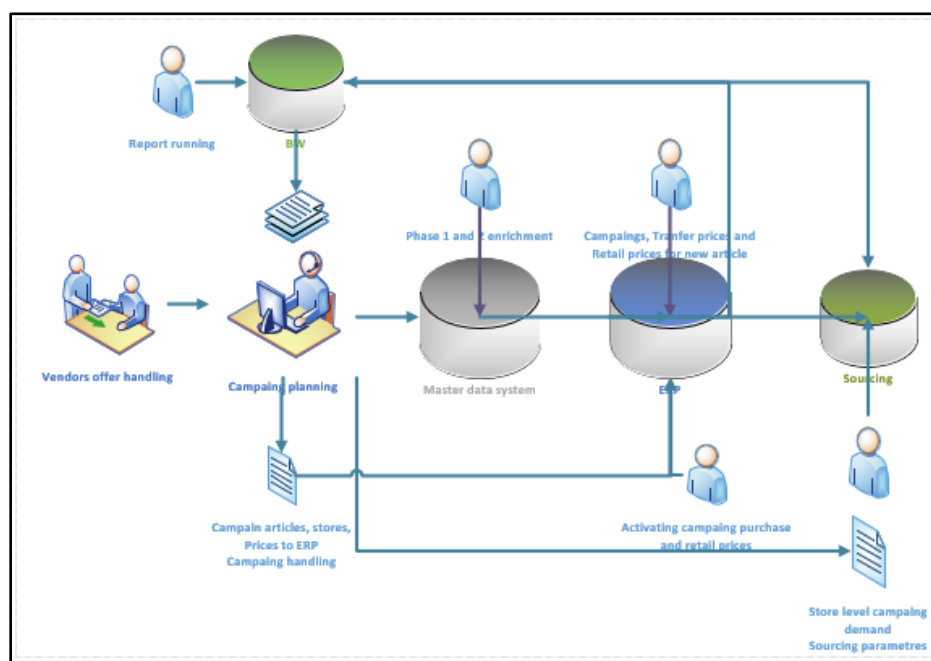 Report running
BW
Phase 1 and 2 enrichment
Campaings, Tranfer prices and
Retail prices for new article
Vendors offer handling
Campaing planning
Master data system
ERP
Sourcing
Campain articles, stores,
Prices to ERP
Campaing handling
Activating campaing purchase
and retail prices
Store level campaing
demand
Sourcing parametres